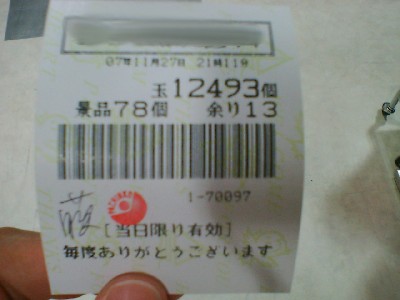 07年11月27日 21時11分
玉12493個
景品78個 余り13
1-70097
[当日限り有効]
毎度ありがとうございます